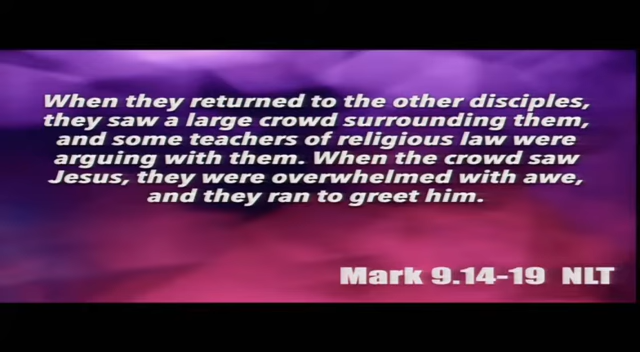 When they returned to the other disciples,
they saw a large crowd surrounding them,
and some teachers of religious law were
arguing with them. When the crowd saw
Jesus, they were overwhelmed with awe,
and they ran to greet him.
Mark 9.14-19 NLT